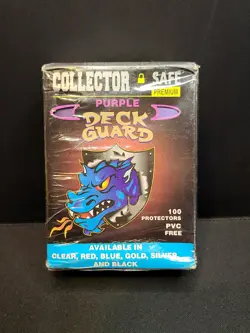 COLLECTOR SAFE
PREMIUM
PURPLE
DECK
GUARD
100
PROTECTORS
PVC
FREE
AVAILABLE IN
CLEAR, RED, BLUE, GOLD, SILVER
AND BLACK